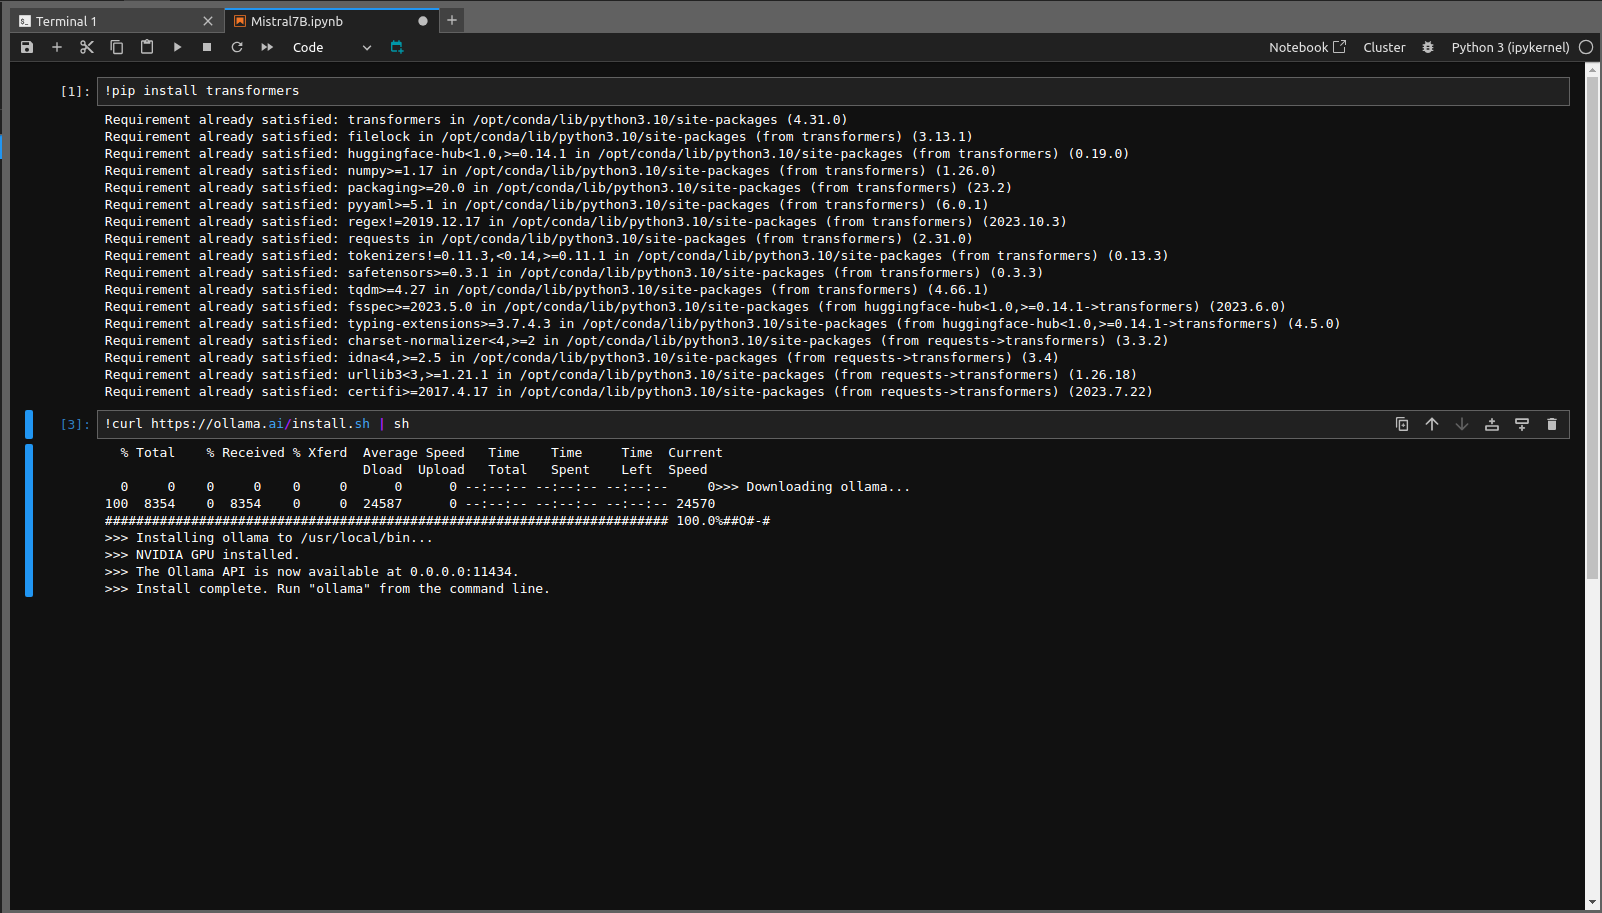 Terminal 1
Mistral7B.ipynb
Code
Notebook
Cluster
Python 3 (ipykernel)
[1]:
!pip install transformers
Requirement already satisfied: transformers in /opt/conda/lib/python3.10/site-packages (4.31.0)
Requirement already satisfied: filelock in /opt/conda/lib/python3.10/site-packages (from transformers) (3.13.1)
Requirement already satisfied: huggingface-hub<1.0,>=0.14.1 in /opt/conda/lib/python3.10/site-packages (from transformers) (0.19.0)
Requirement already satisfied: numpy>=1.17 in /opt/conda/lib/python3.10/site-packages (from transformers) (1.26.0)
Requirement already satisfied: packaging>=20.0 in /opt/conda/lib/python3.10/site-packages (from transformers) (23.2)
Requirement already satisfied: pyyaml>=5.1 in /opt/conda/lib/python3.10/site-packages (from transformers) (6.0.1)
Requirement already satisfied: regex!=2019.12.17 in /opt/conda/lib/python3.10/site-packages (from transformers) (2023.10.3)
Requirement already satisfied: requests in /opt/conda/lib/python3.10/site-packages (from transformers) (2.31.0)
Requirement already satisfied: tokenizers!=0.11.3,<0.14,>=0.11.1 in /opt/conda/lib/python3.10/site-packages (from transformers) (0.13.3)
Requirement already satisfied: safetensors>=0.3.1 in /opt/conda/lib/python3.10/site-packages (from transformers) (0.3.3)
Requirement already satisfied: tqdm>=4.27 in /opt/conda/lib/python3.10/site-packages (from transformers) (4.66.1)
Requirement already satisfied: fsspec>=2023.5.0 in /opt/conda/lib/python3.10/site-packages (from huggingface-hub<1.0,>=0.14.1->transformers) (2023.6.0)
Requirement already satisfied: typing-extensions>=3.7.4.3 in /opt/conda/lib/python3.10/site-packages (from huggingface-hub<1.0,>=0.14.1->transformers) (4.5.0)
Requirement already satisfied: charset-normalizer<4,>=2 in /opt/conda/lib/python3.10/site-packages (from requests->transformers) (3.3.2)
Requirement already satisfied: idna<4,>=2.5 in /opt/conda/lib/python3.10/site-packages (from requests->transformers) (3.4)
Requirement already satisfied: urllib3<3,>=1.21.1 in /opt/conda/lib/python3.10/site-packages (from requests->transformers) (1.26.18)
Requirement already satisfied: certifi>=2017.4.17 in /opt/conda/lib/python3.10/site-packages (from requests->transformers) (2023.7.22)
[3]:
!curl https://ollama.ai/install.sh | sh
  % Total    % Received % Xferd  Average Speed   Time    Time     Time  Current
                                 Dload  Upload   Total   Spent    Left  Speed
  0     0    0     0    0     0      0      0 --:--:-- --:--:-- --:--:--     0>>> Downloading ollama...
100  8354    0  8354    0     0  24587      0 --:--:-- --:--:-- --:--:-- 24570
######################################################################## 100.0%##O#-#
>>> Installing ollama to /usr/local/bin...
>>> NVIDIA GPU installed.
>>> The Ollama API is now available at 0.0.0.0:11434.
>>> Install complete. Run "ollama" from the command line.